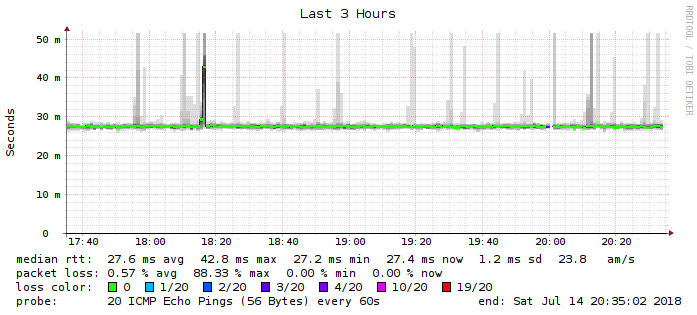 Last 3 Hours
RRDTOOL / TOBI OETIKER
Seconds
50 m
40 m
30 m
20 m
10 m
0
17:40 18:00 18:20 18:40 19:00 19:20 19:40 20:00 20:20
median rtt: 27.6 ms avg 42.8 ms max 27.2 ms min 27.4 ms now 1.2 ms sd 23.8 am/s
packet loss: 0.57 % avg 88.33 % max 0.00 % min 0.00 % now
loss color: 0 1/20 2/20 3/20 4/20 10/20 19/20
probe: 20 ICMP Echo Pings (56 Bytes) every 60s end: Sat Jul 14 20:35:02 2018